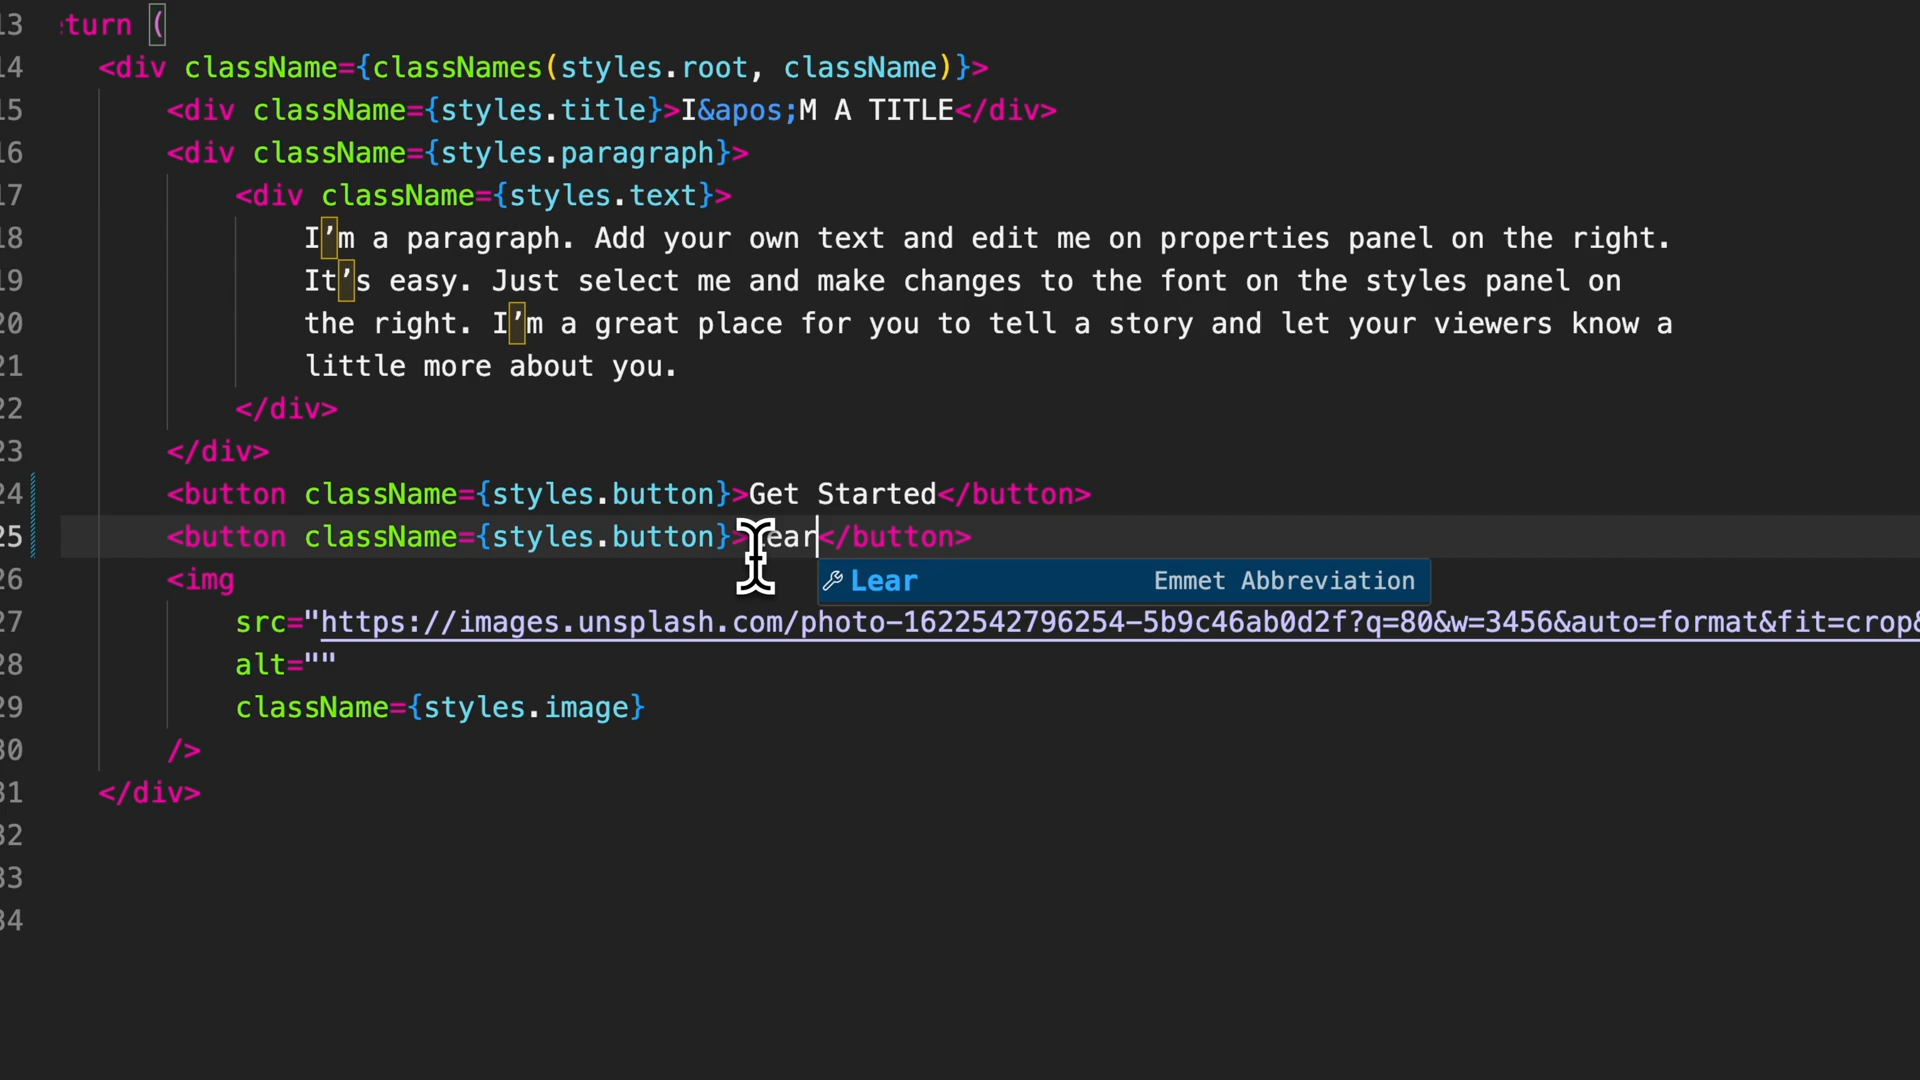 13 turn (
14 <div className={classNames(styles.root, className)}>
15 <div className={styles.title}>I&apos;M A TITLE</div>
16 <div className={styles.paragraph}>
17 <div className={styles.text}>
18 I’m a paragraph. Add your own text and edit me on properties panel on the right.
19 It’s easy. Just select me and make changes to the font on the styles panel on
20 the right. I’m a great place for you to tell a story and let your viewers know a
21 little more about you.
22 </div>
23 </div>
24 <button className={styles.button}>Get Started</button>
25 <button className={styles.button}>Lear</button>
26 <img
Lear Emmet Abbreviation
27 src="https://images.unsplash.com/photo-1622542796254-5b9c46ab0d2f?q=80&w=3456&auto=format&fit=crop&
28 alt=""
29 className={styles.image}
30 />
31 </div>
32
33
34